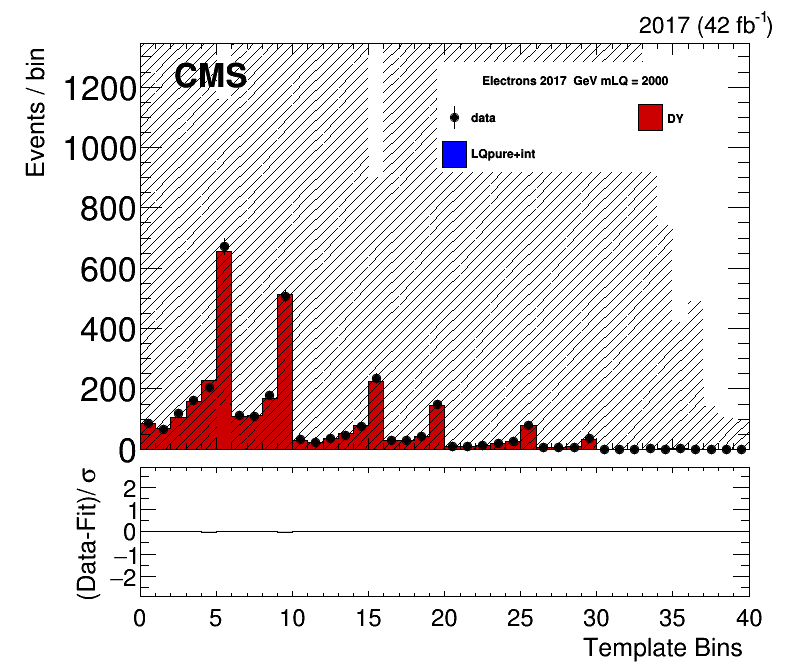 2017 (42 fb-1)
Events / bin
CMS
Electrons 2017 GeV mLQ = 2000
data
DY
LQpure+int
1200
1000
800
600
400
200
0
(Data-Fit)/ σ
2
1
0
−1
−2
0 5 10 15 20 25 30 35 40
Template Bins